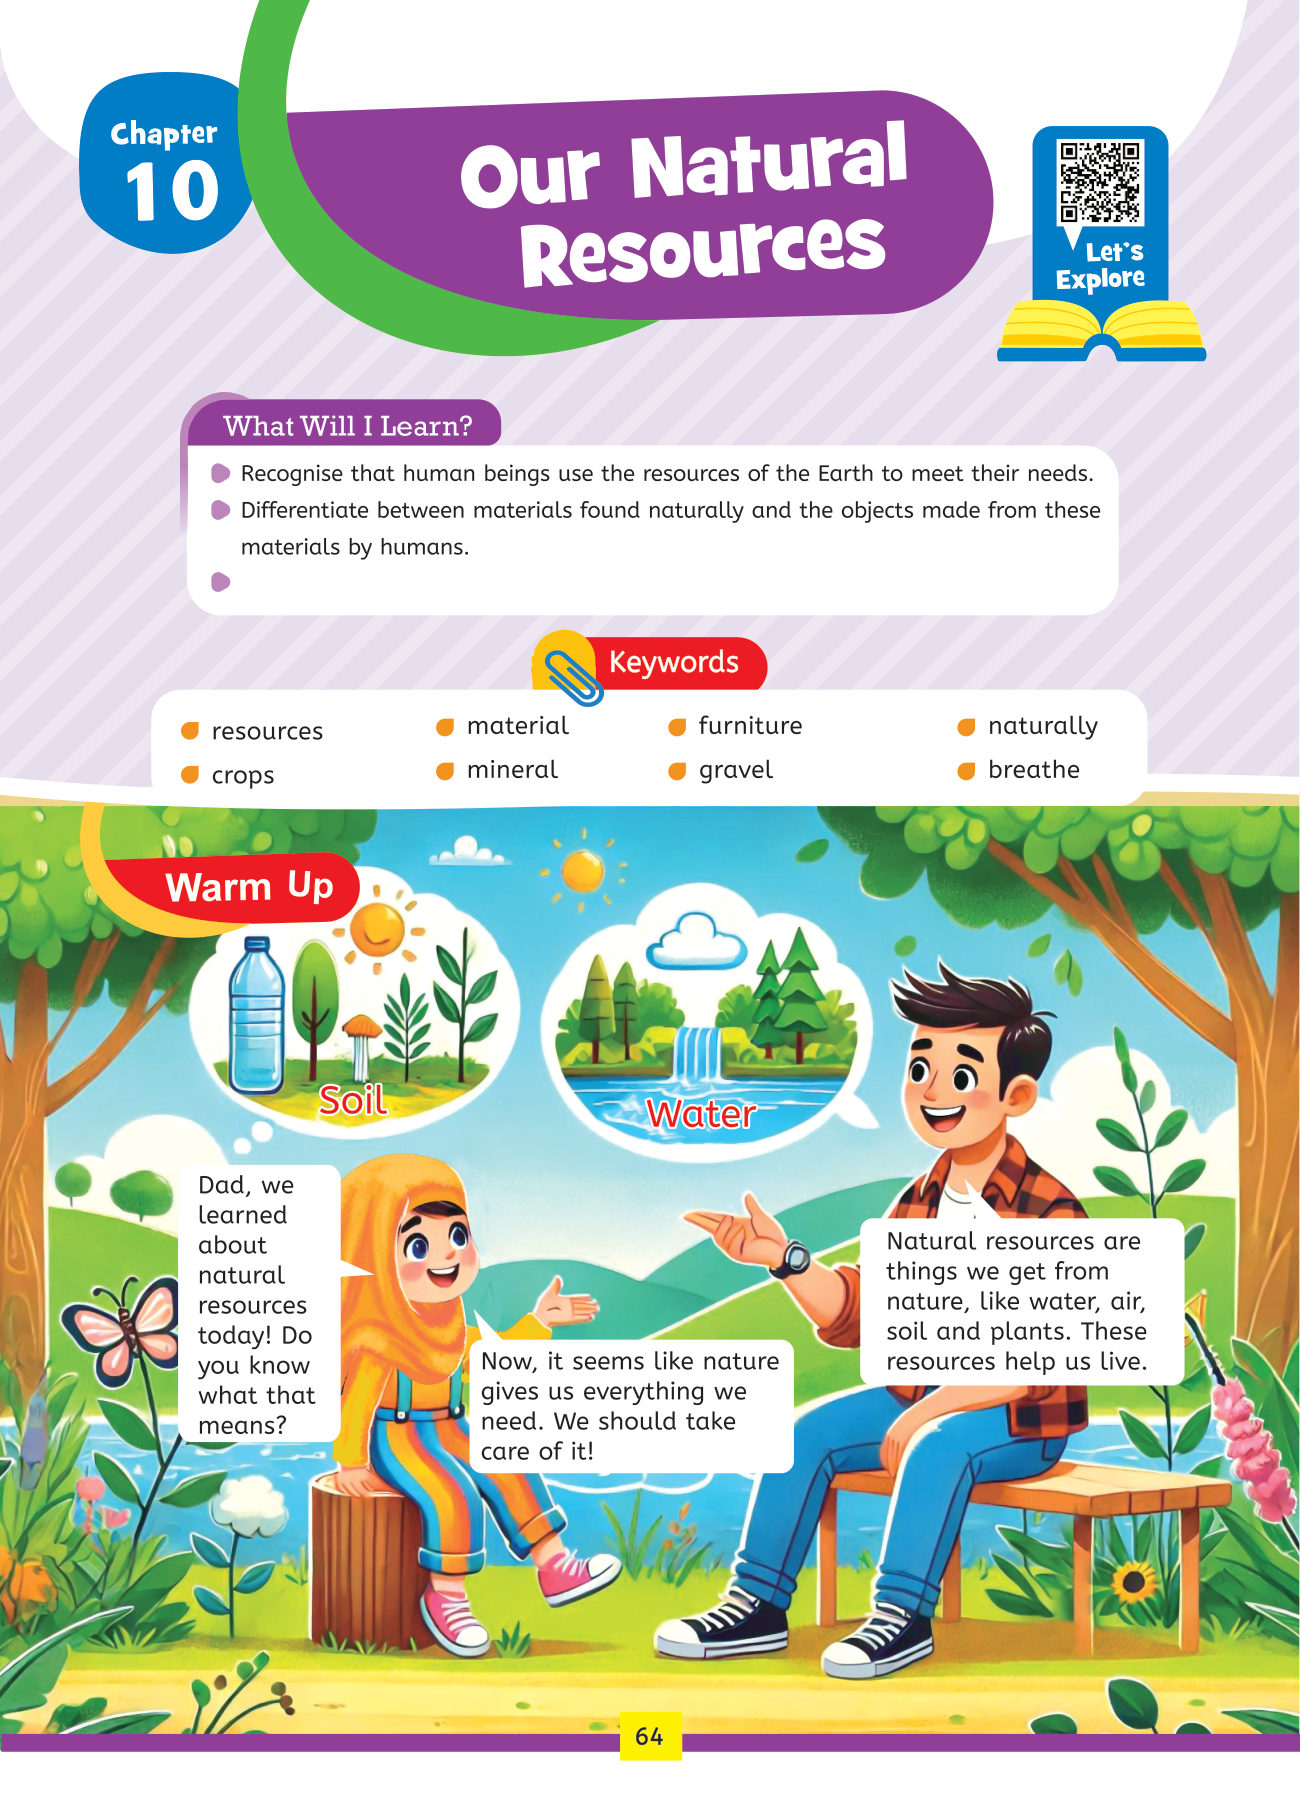 Chapter
10
Our Natural
Resources
Let's
Explore
What Will I Learn?
Recognise that human beings use the resources of the Earth to meet their needs.
Differentiate between materials found naturally and the objects made from these
materials by humans.
Keywords
resources
material
furniture
naturally
crops
mineral
gravel
breathe
Warm Up
Soil
Water
Dad, we
learned
about
natural
resources
today! Do
you know
what that
means?
Natural resources are
things we get from
nature, like water, air,
soil and plants. These
resources help us live.
Now, it seems like nature
gives us everything we
need. We should take
care of it!
64